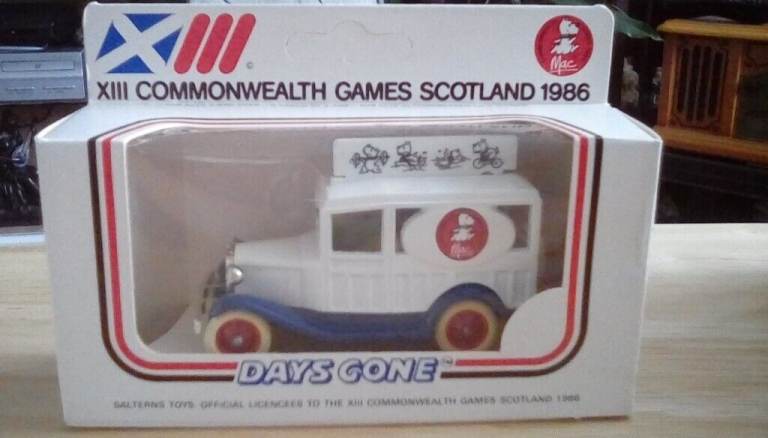 ©
Mac
XIII COMMONWEALTH GAMES SCOTLAND 1986
Mac
DAYS GONE™
SALTERNS TOYS. OFFICIAL LICENCEES TO THE XIII COMMONWEALTH GAMES SCOTLAND 1986